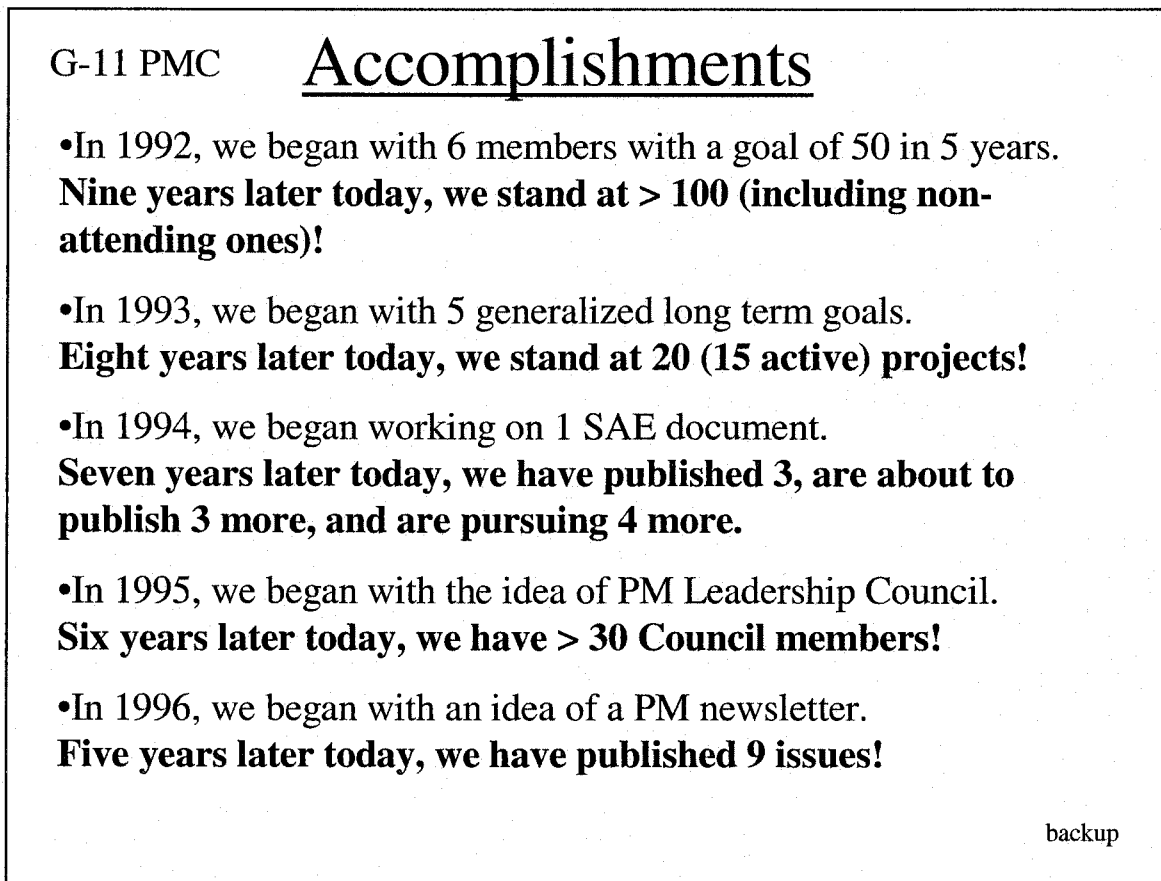 G-11 PMC Accomplishments
•In 1992, we began with 6 members with a goal of 50 in 5 years.
Nine years later today, we stand at > 100 (including non-
attending ones)!
•In 1993, we began with 5 generalized long term goals.
Eight years later today, we stand at 20 (15 active) projects!
•In 1994, we began working on 1 SAE document.
Seven years later today, we have published 3, are about to
publish 3 more, and are pursuing 4 more.
•In 1995, we began with the idea of PM Leadership Council.
Six years later today, we have > 30 Council members!
•In 1996, we began with an idea of a PM newsletter.
Five years later today, we have published 9 issues!
backup